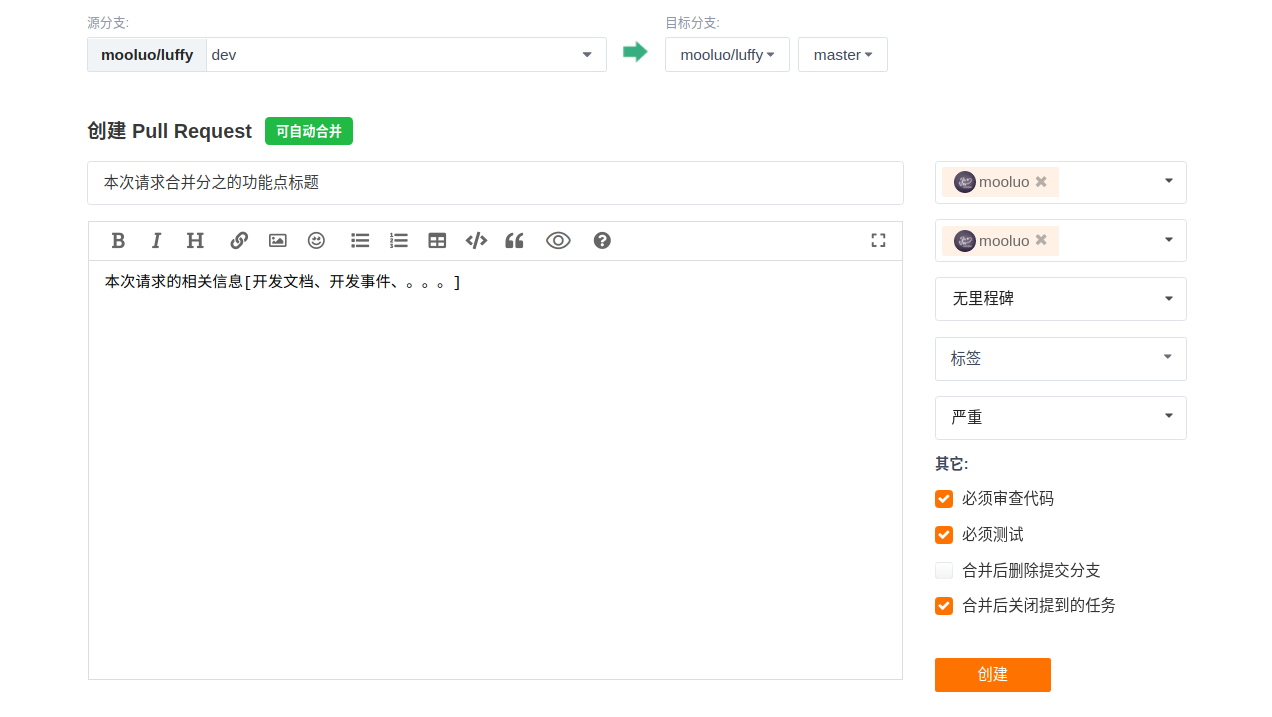 源分支:
目标分支:
mooluo/luffy dev
mooluo/luffy
master
创建 Pull Request
可自动合并
本次请求合并分之的功能点标题
mooluo
B I H
mooluo
本次请求的相关信息[开发文档、开发事件、。。。]
无里程碑
标签
严重
其它:
必须审查代码
必须测试
合并后删除提交分支
合并后关闭提到的任务
创建